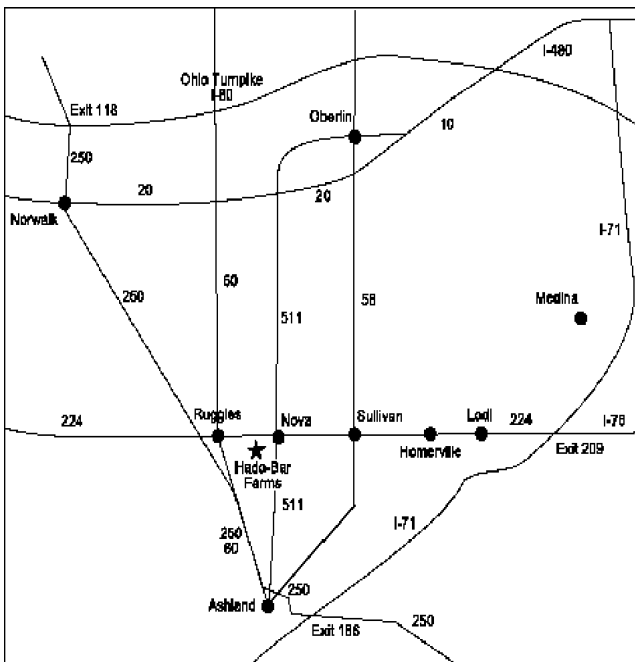 I-480
Ohio Turnpike
I-80
Exit 118
Oberlin
10
250
20
20
Norwalk
I-71
250
60
58
Medina
511
Ruggles
Nova
Sullivan
Lodi
224
224
I-76
Homerville
Exit 209
Hado-Bar
Farms
511
I-71
250
60
250
Ashland
250
Exit 186